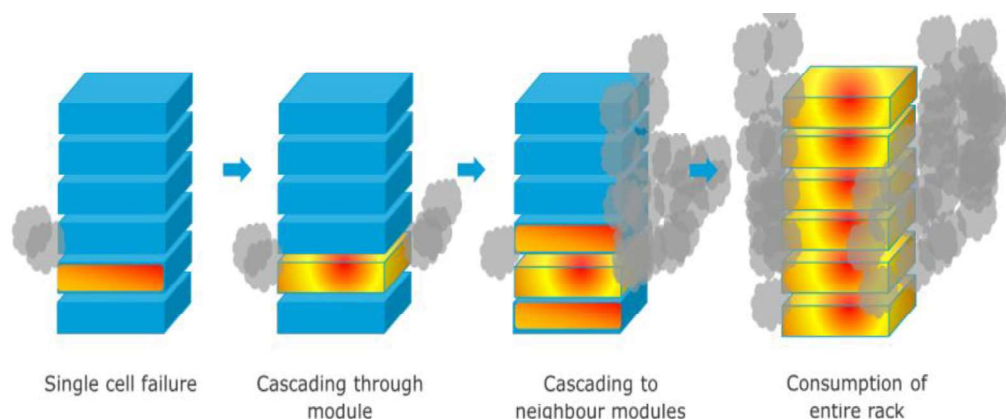 Single cell failure
Cascading through
module
Cascading to
neighbour modules
Consumption of
entire rack